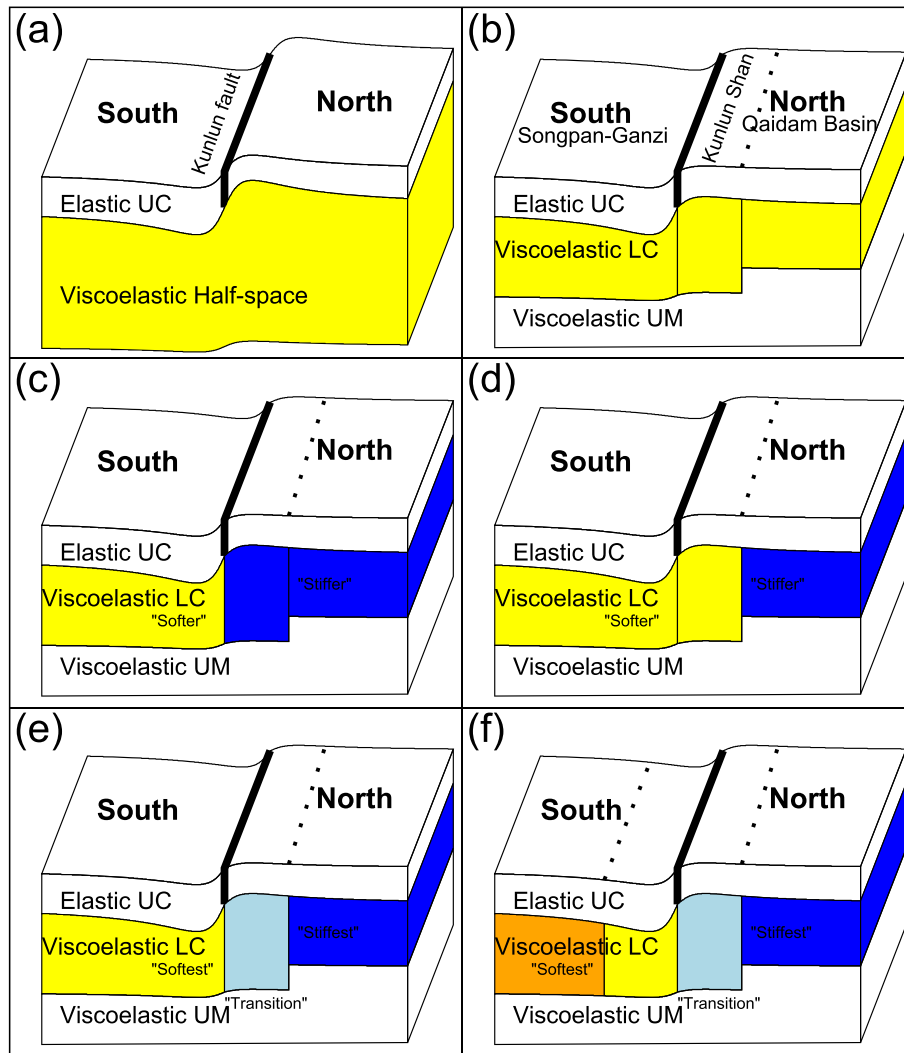 (a)
South
Kunlun fault
North
Elastic UC
Viscoelastic Half-space
(b)
South
Songpan-Ganzi
Kunlun Shan
North
Qaidam Basin
Elastic UC
Viscoelastic LC
Viscoelastic UM
(c)
South
North
Elastic UC
Viscoelastic LC
"Softer"
"Stiffer"
Viscoelastic UM
(d)
South
North
Elastic UC
Viscoelastic LC
"Softer"
"Stiffer"
Viscoelastic UM
(e)
South
North
Elastic UC
Viscoelastic LC
"Softest"
"Stiffest"
"Transition"
Viscoelastic UM
(f)
South
North
Elastic UC
Viscoelastic LC
"Softest"
"Stiffest"
"Transition"
Viscoelastic UM